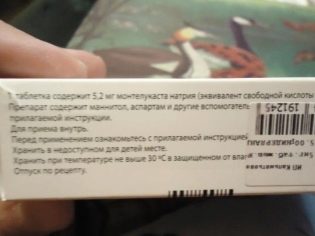 1 таблетка содержит 5,2 мг монтелукаста натрия (эквивалент свободной кислоты
Препарат содержит маннитол, аспартам и другие вспомогатель
прилагаемой инструкции.
Для приема внутрь.
Перед применением ознакомьтесь с прилагаемой инструкцией
Хранить в недоступном для детей месте.
Хранить при температуре не выше 30 °C в защищенном от влаг
Отпуск по рецепту.
191245
ИП